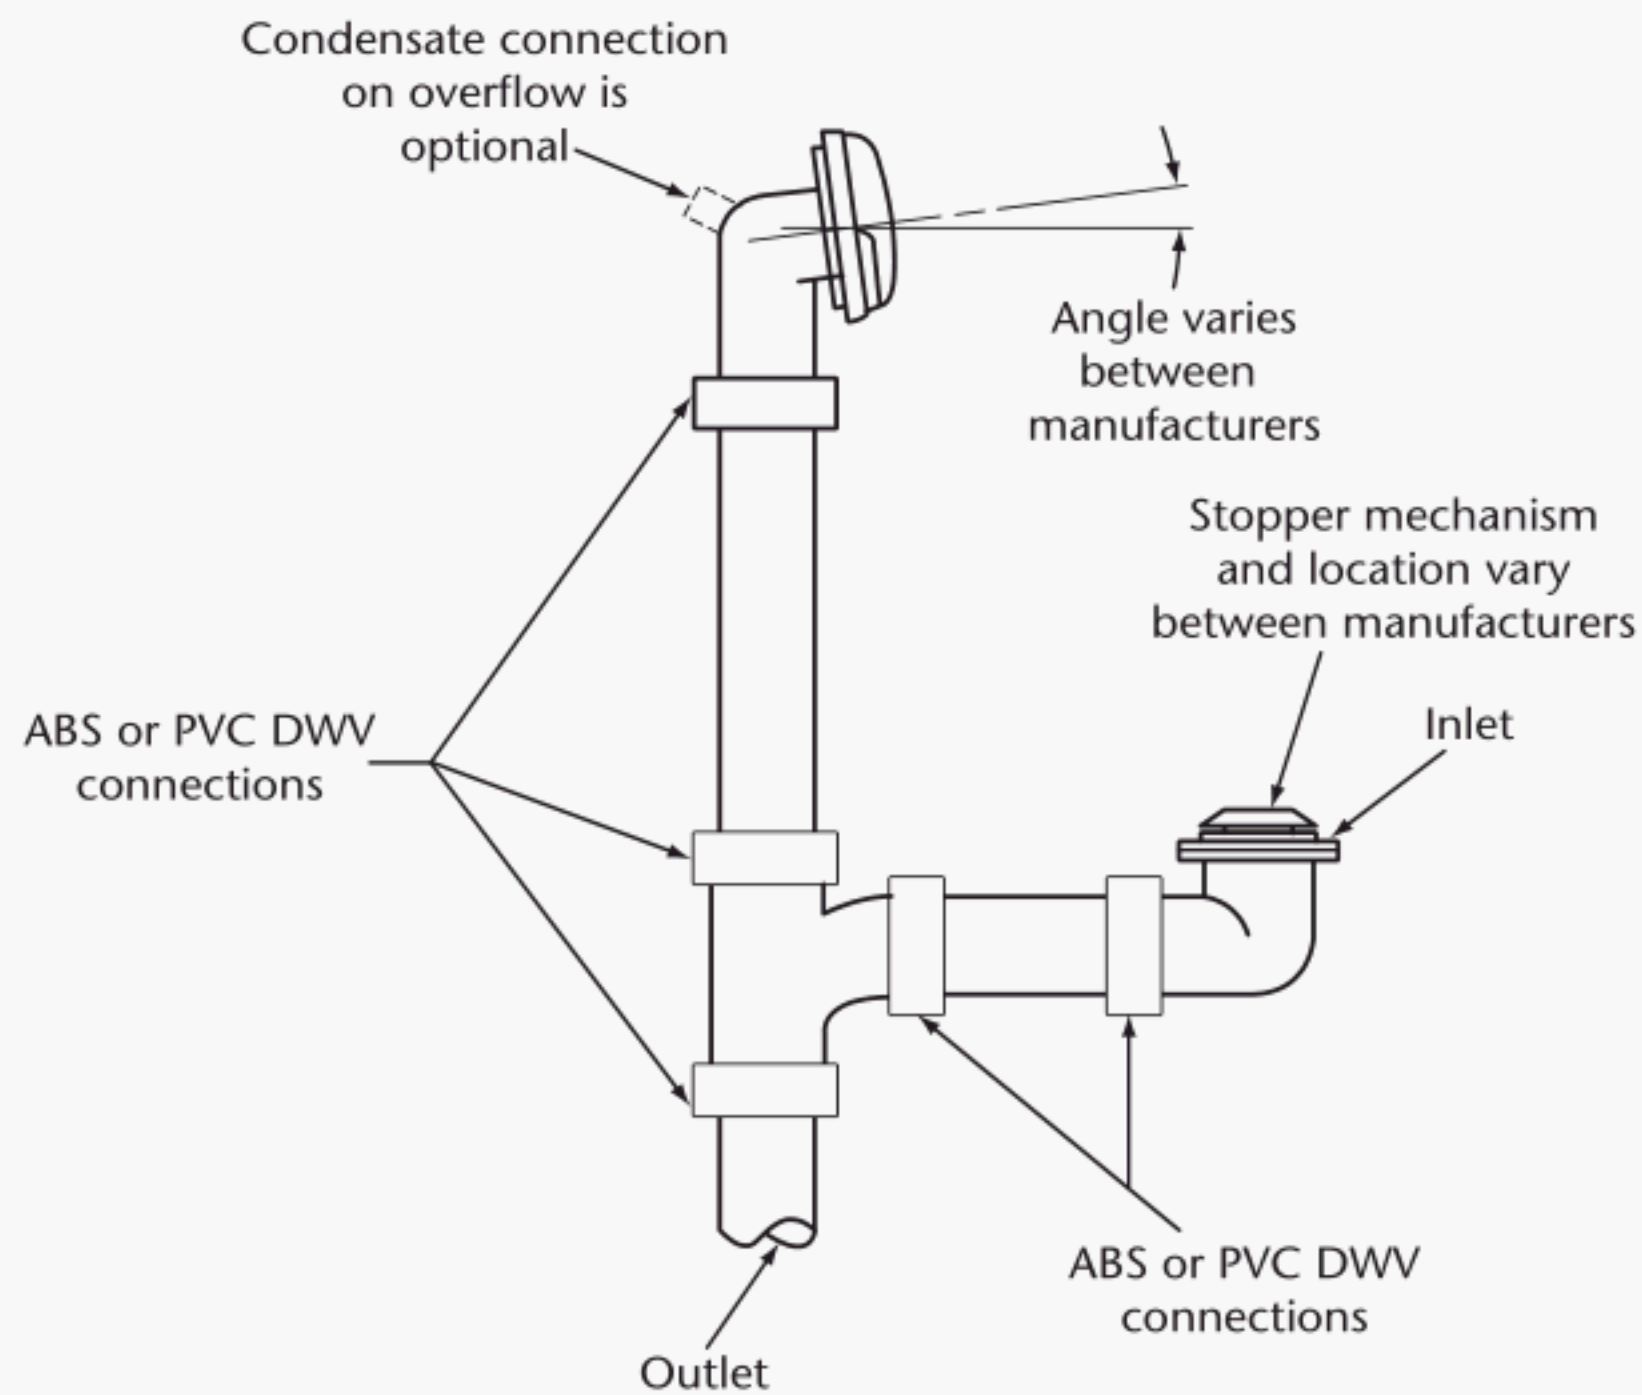 Condensate connection
on overflow is
optional
Angle varies
between
manufacturers
Stopper mechanism
and location vary
between manufacturers
Inlet
ABS or PVC DWV
connections
ABS or PVC DWV
connections
Outlet